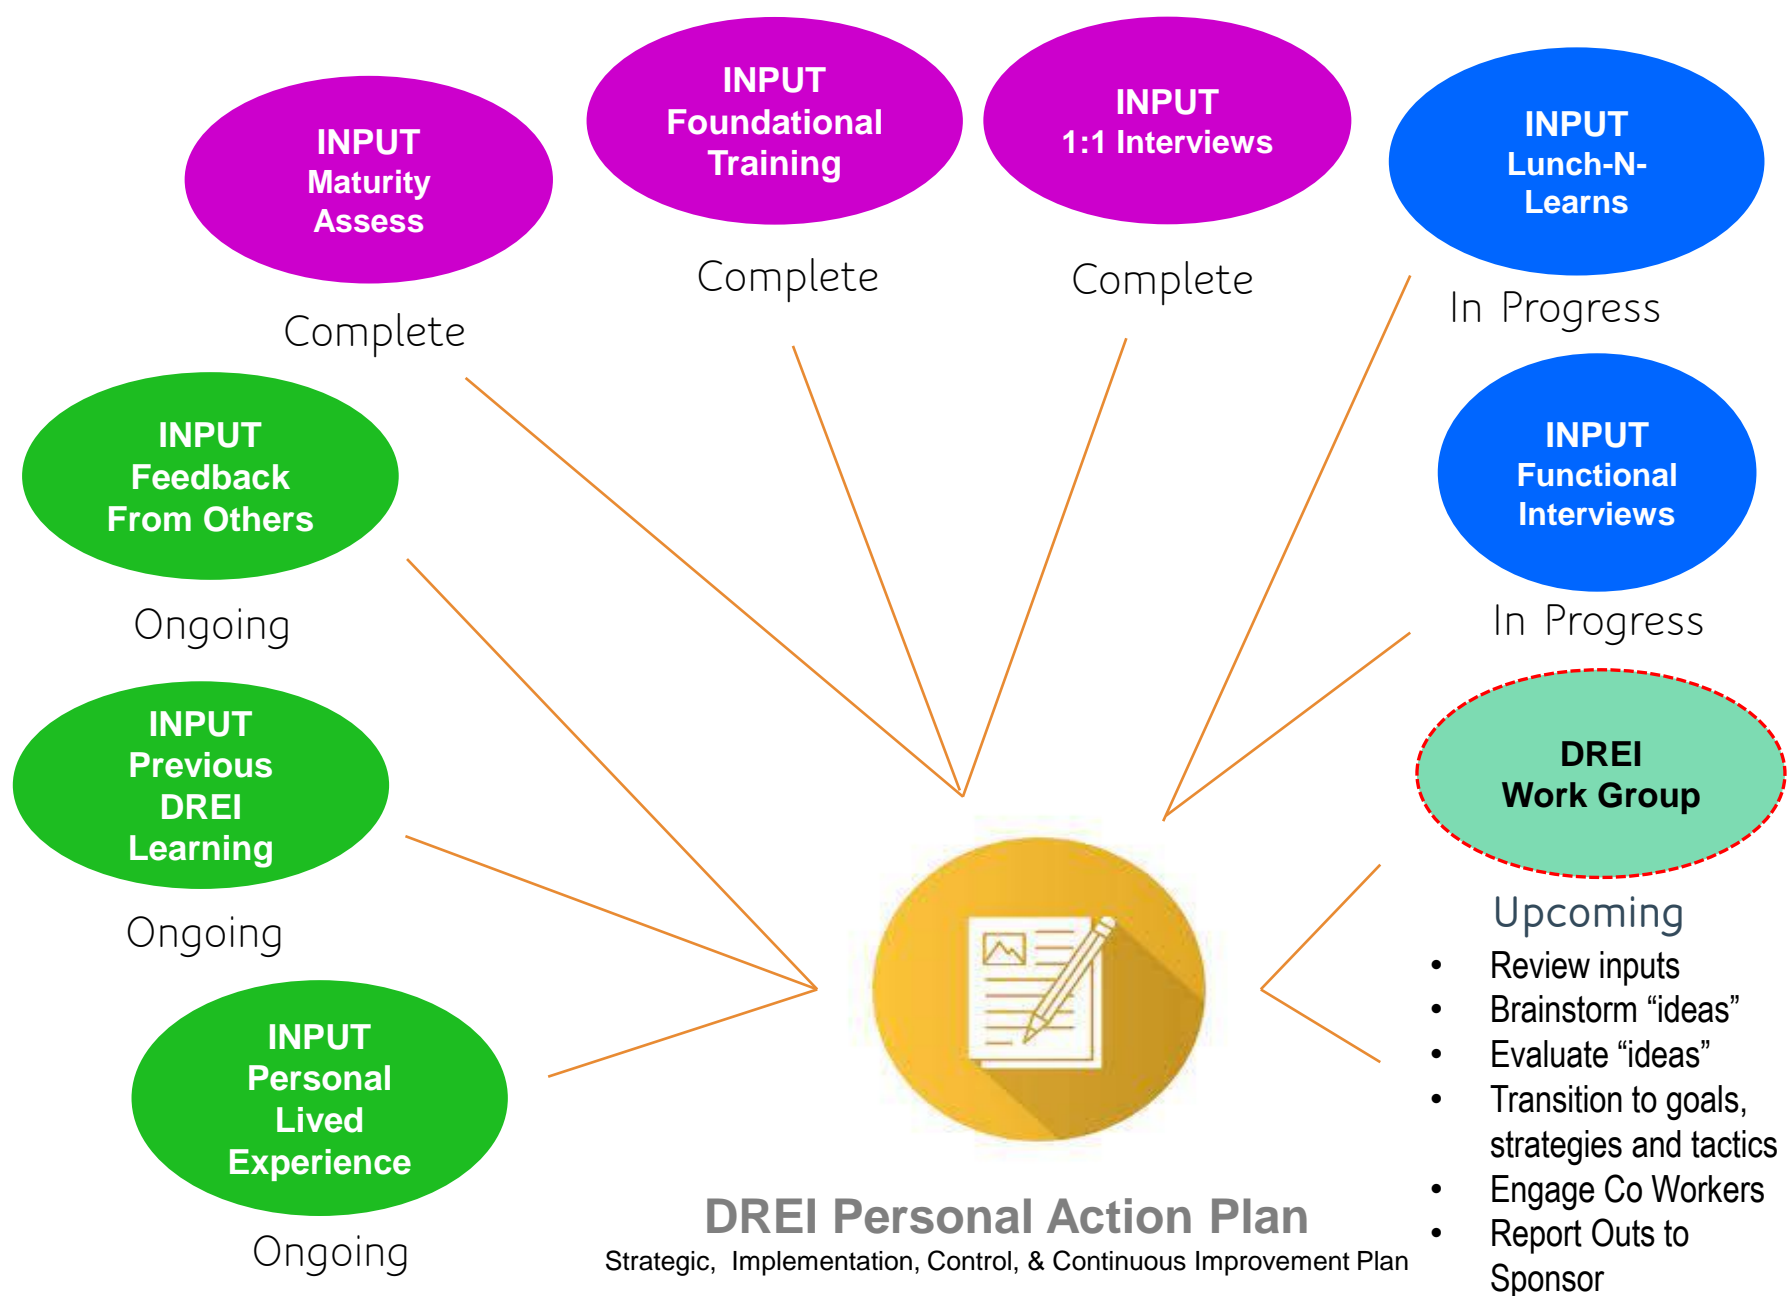 INPUT
Maturity
Assess
Complete
INPUT
Foundational
Training
Complete
INPUT
1:1 Interviews
Complete
INPUT
Lunch-N-
Learns
In Progress
INPUT
Functional
Interviews
In Progress
INPUT
Feedback
From Others
Ongoing
INPUT
Previous
DREI
Learning
Ongoing
INPUT
Personal
Lived
Experience
Ongoing
DREI
Work Group
Upcoming
• Review inputs
• Brainstorm “ideas”
• Evaluate “ideas”
• Transition to goals,
strategies and tactics
• Engage Co Workers
• Report Outs to
Sponsor
DREI Personal Action Plan
Strategic, Implementation, Control, & Continuous Improvement Plan